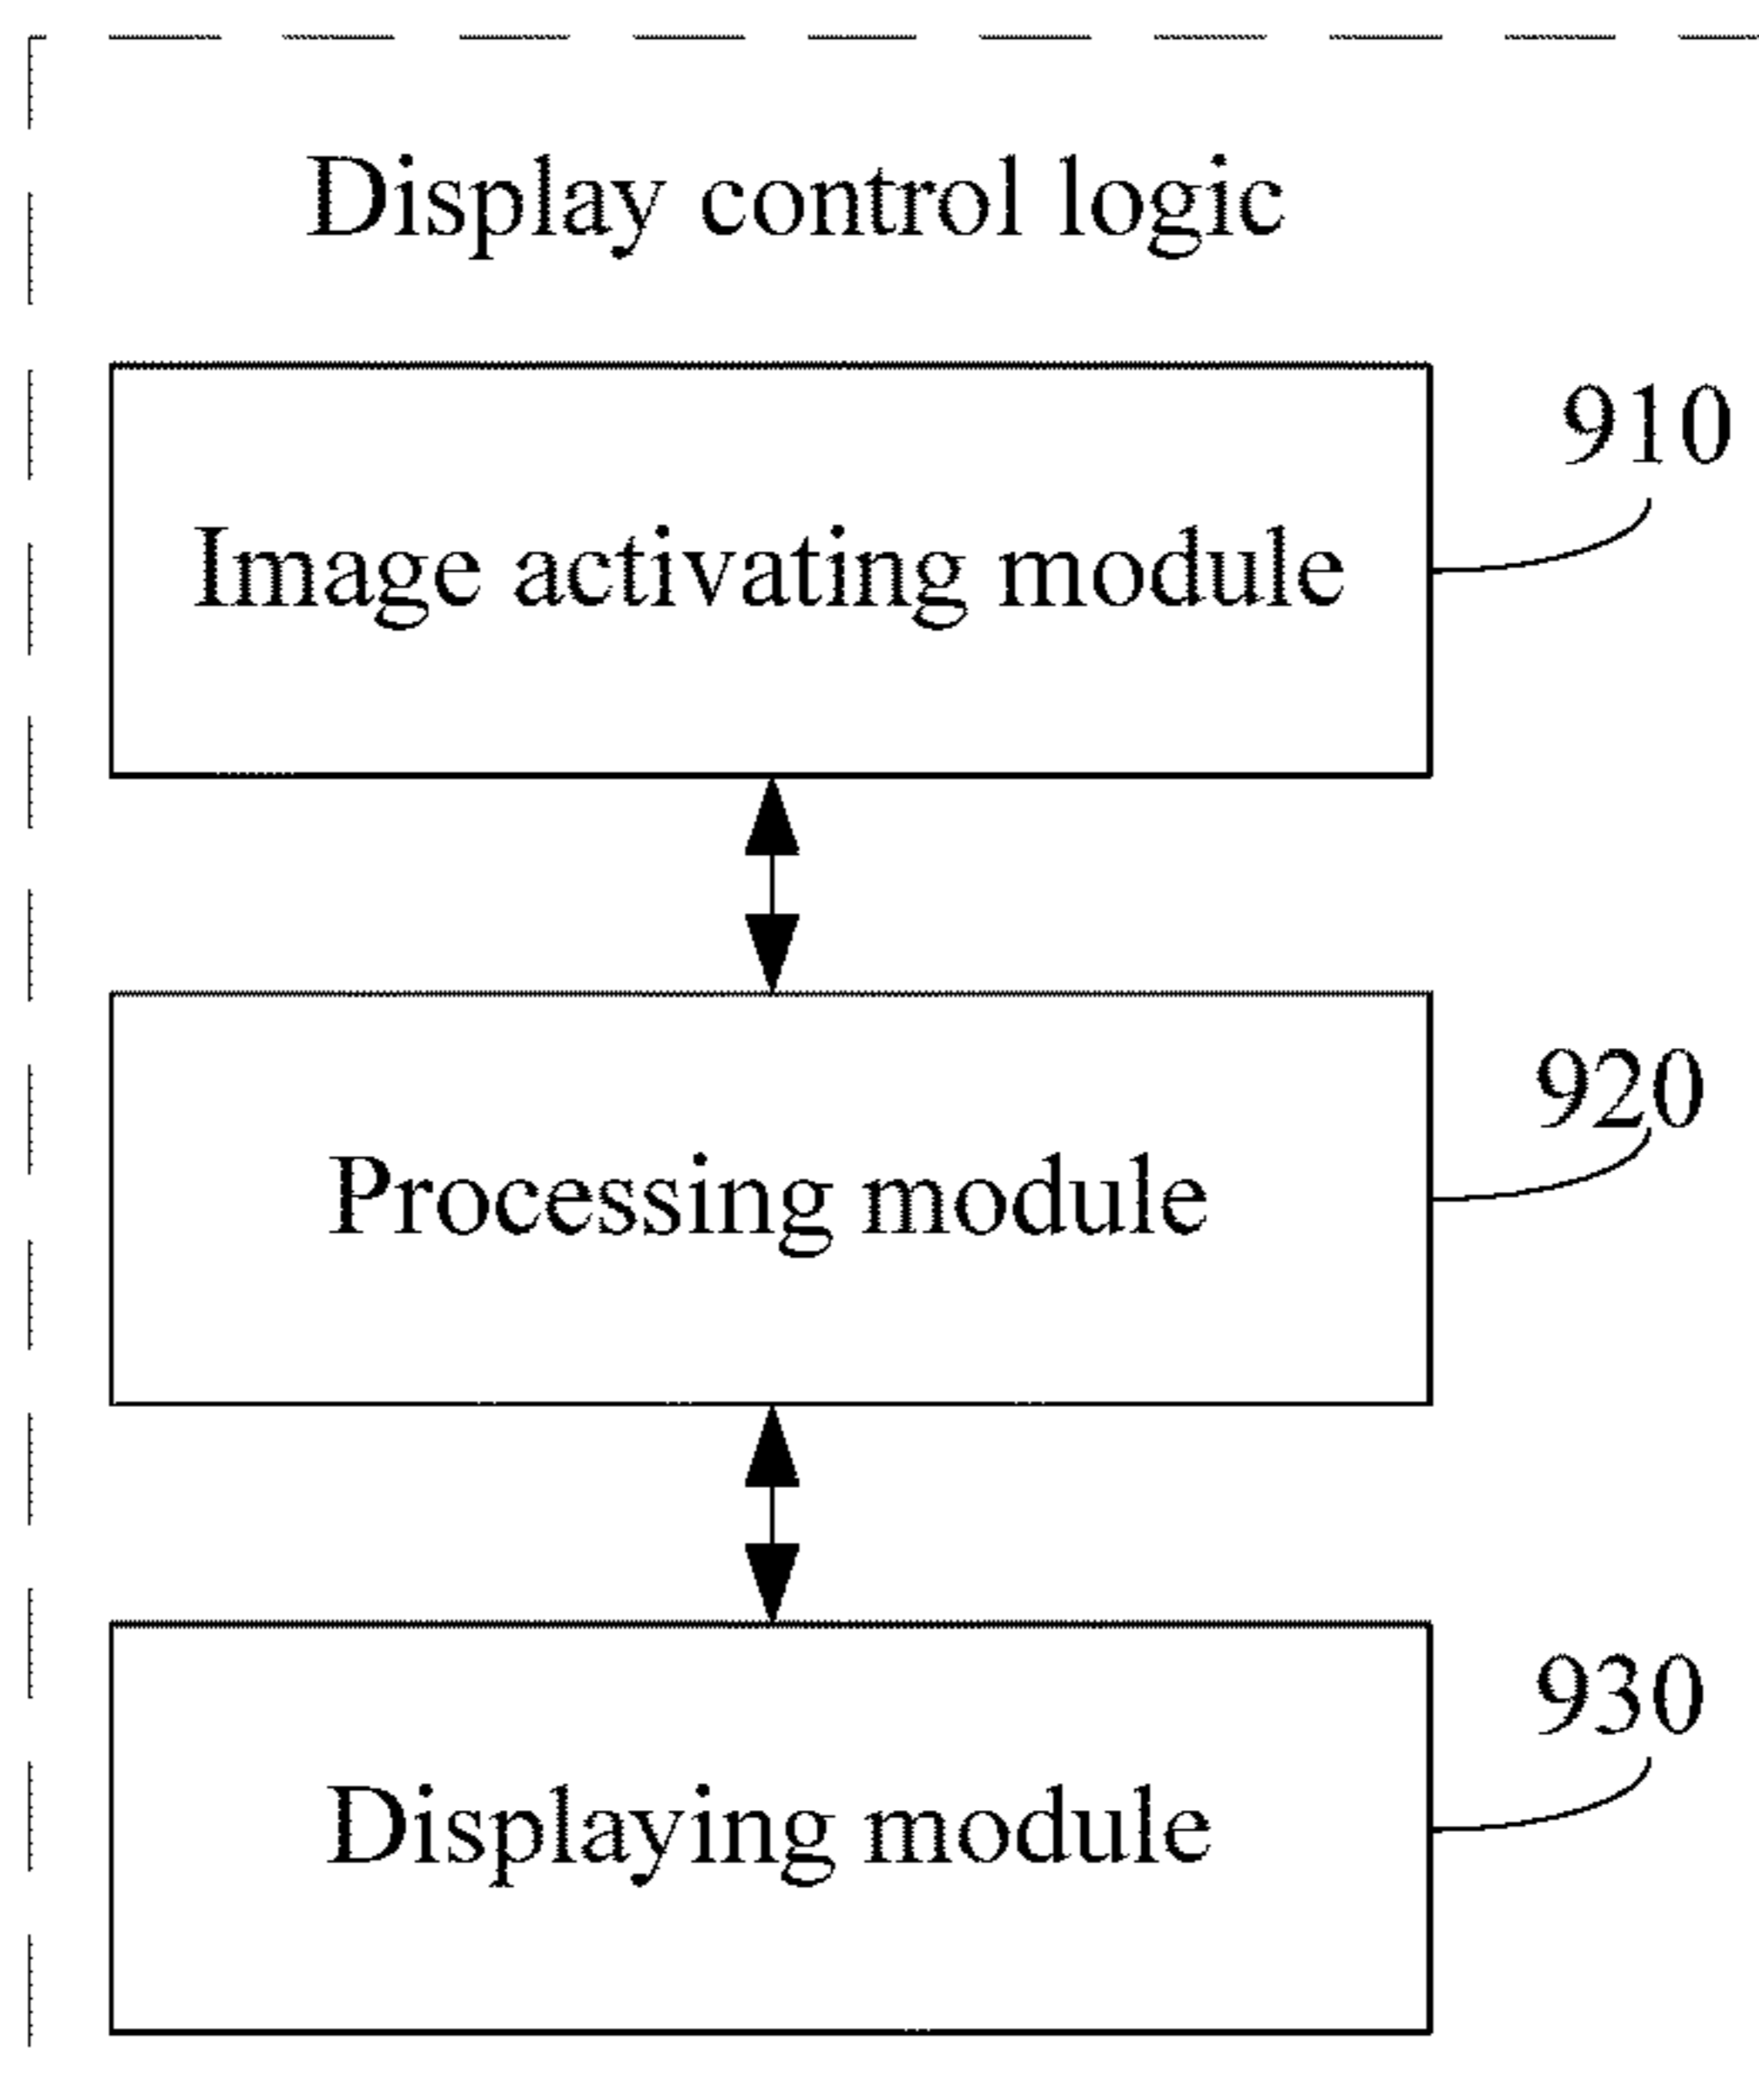 Display control logic
910
Image activating module
920
Processing module
930
Displaying module